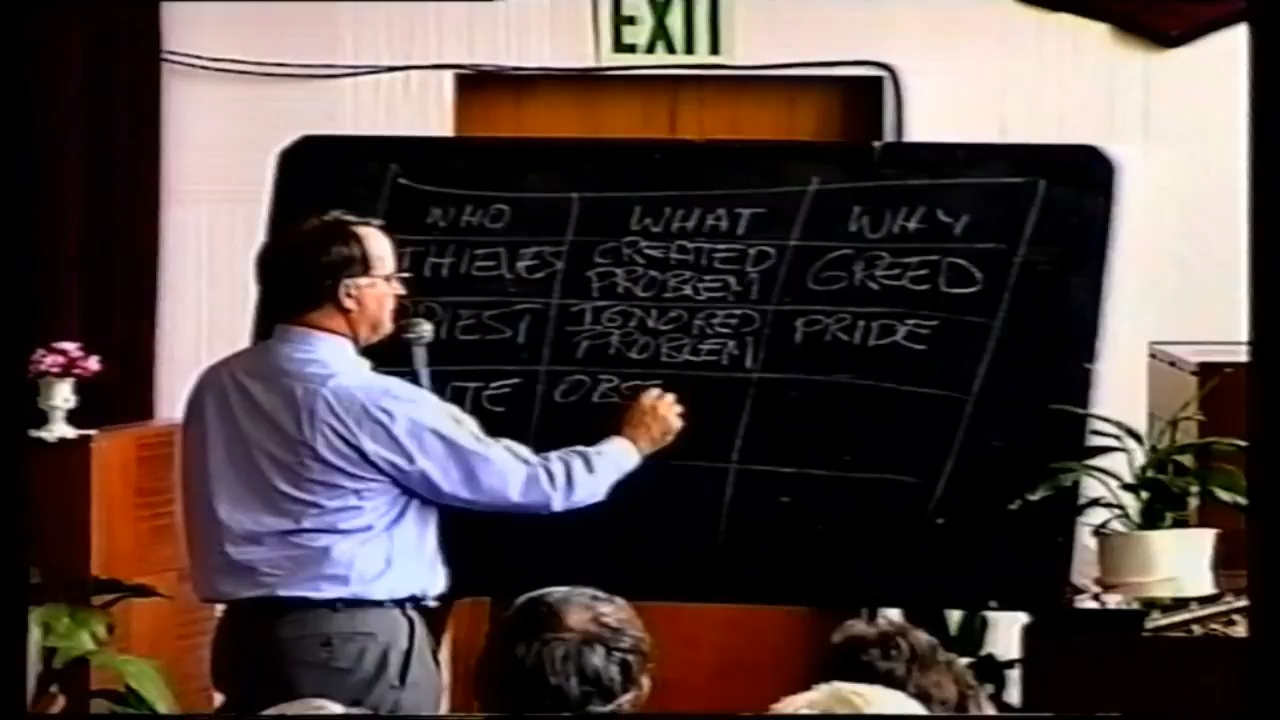 EXIT
WHO WHAT WHY
THIEVES CREATED PROBLEM GREED
PRIEST IGNORED PROBLEM PRIDE